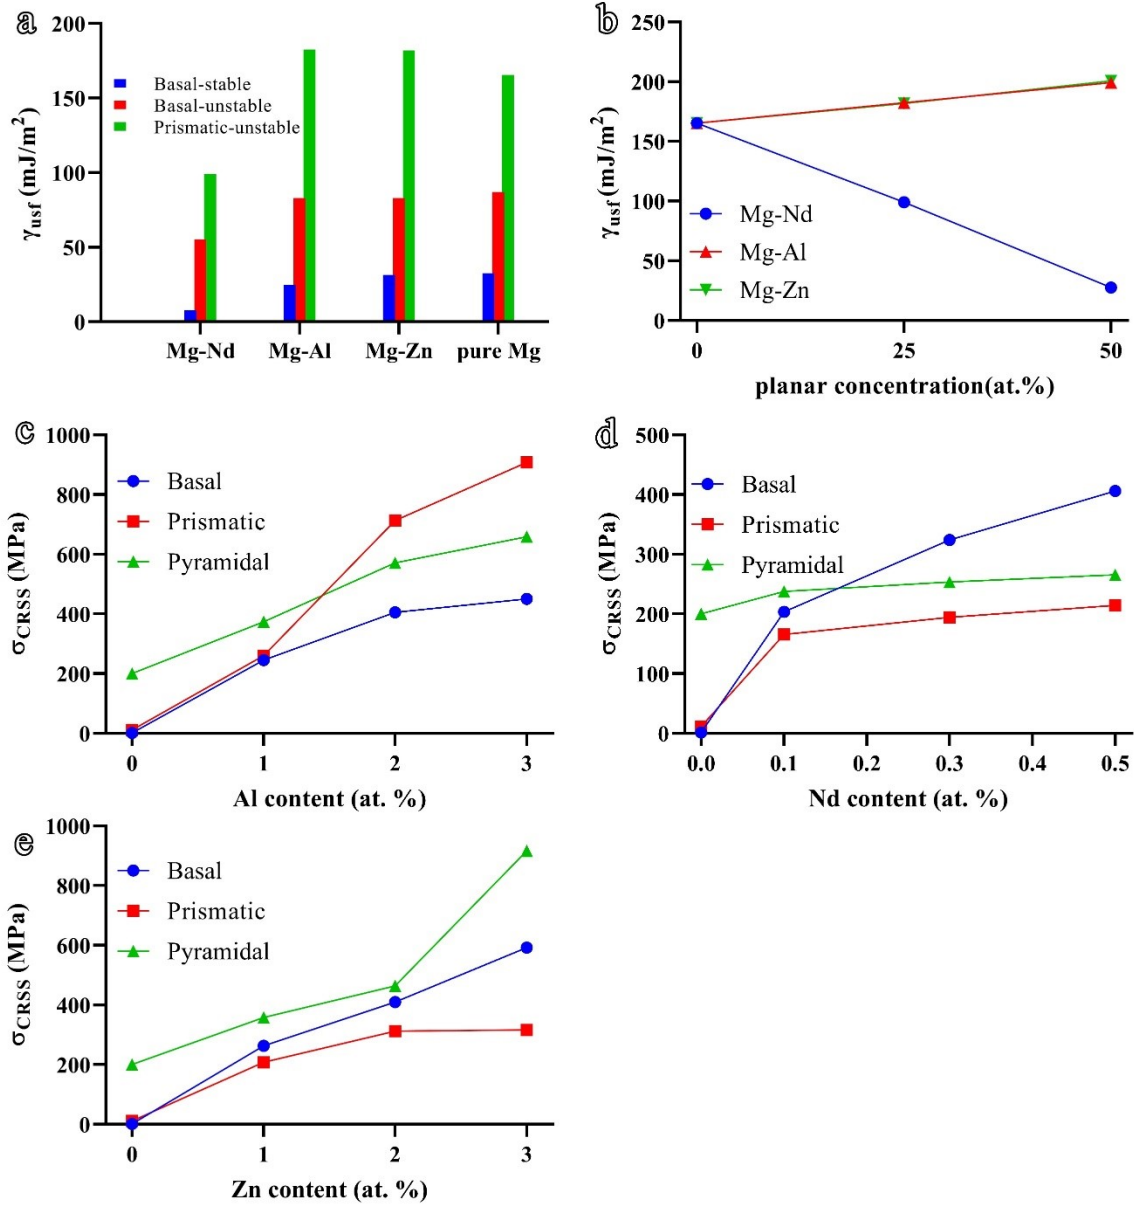 a
200
150
100
50
0
γusf (mJ/m²)
Basal-stable
Basal-unstable
Prismatic-unstable
Mg-Nd Mg-Al Mg-Zn pure Mg
b
250
200
150
100
50
0
γusf (mJ/m²)
Mg-Nd
Mg-Al
Mg-Zn
0 25 50
planar concentration(at.%)
c
1000
800
600
400
200
0
σCRSS (MPa)
Basal
Prismatic
Pyramidal
0 1 2 3
Al content (at. %)
d
500
400
300
200
100
0
σCRSS (MPa)
Basal
Prismatic
Pyramidal
0.0 0.1 0.2 0.3 0.4 0.5
Nd content (at. %)
e
1000
800
600
400
200
0
σCRSS (MPa)
Basal
Prismatic
Pyramidal
0 1 2 3
Zn content (at. %)